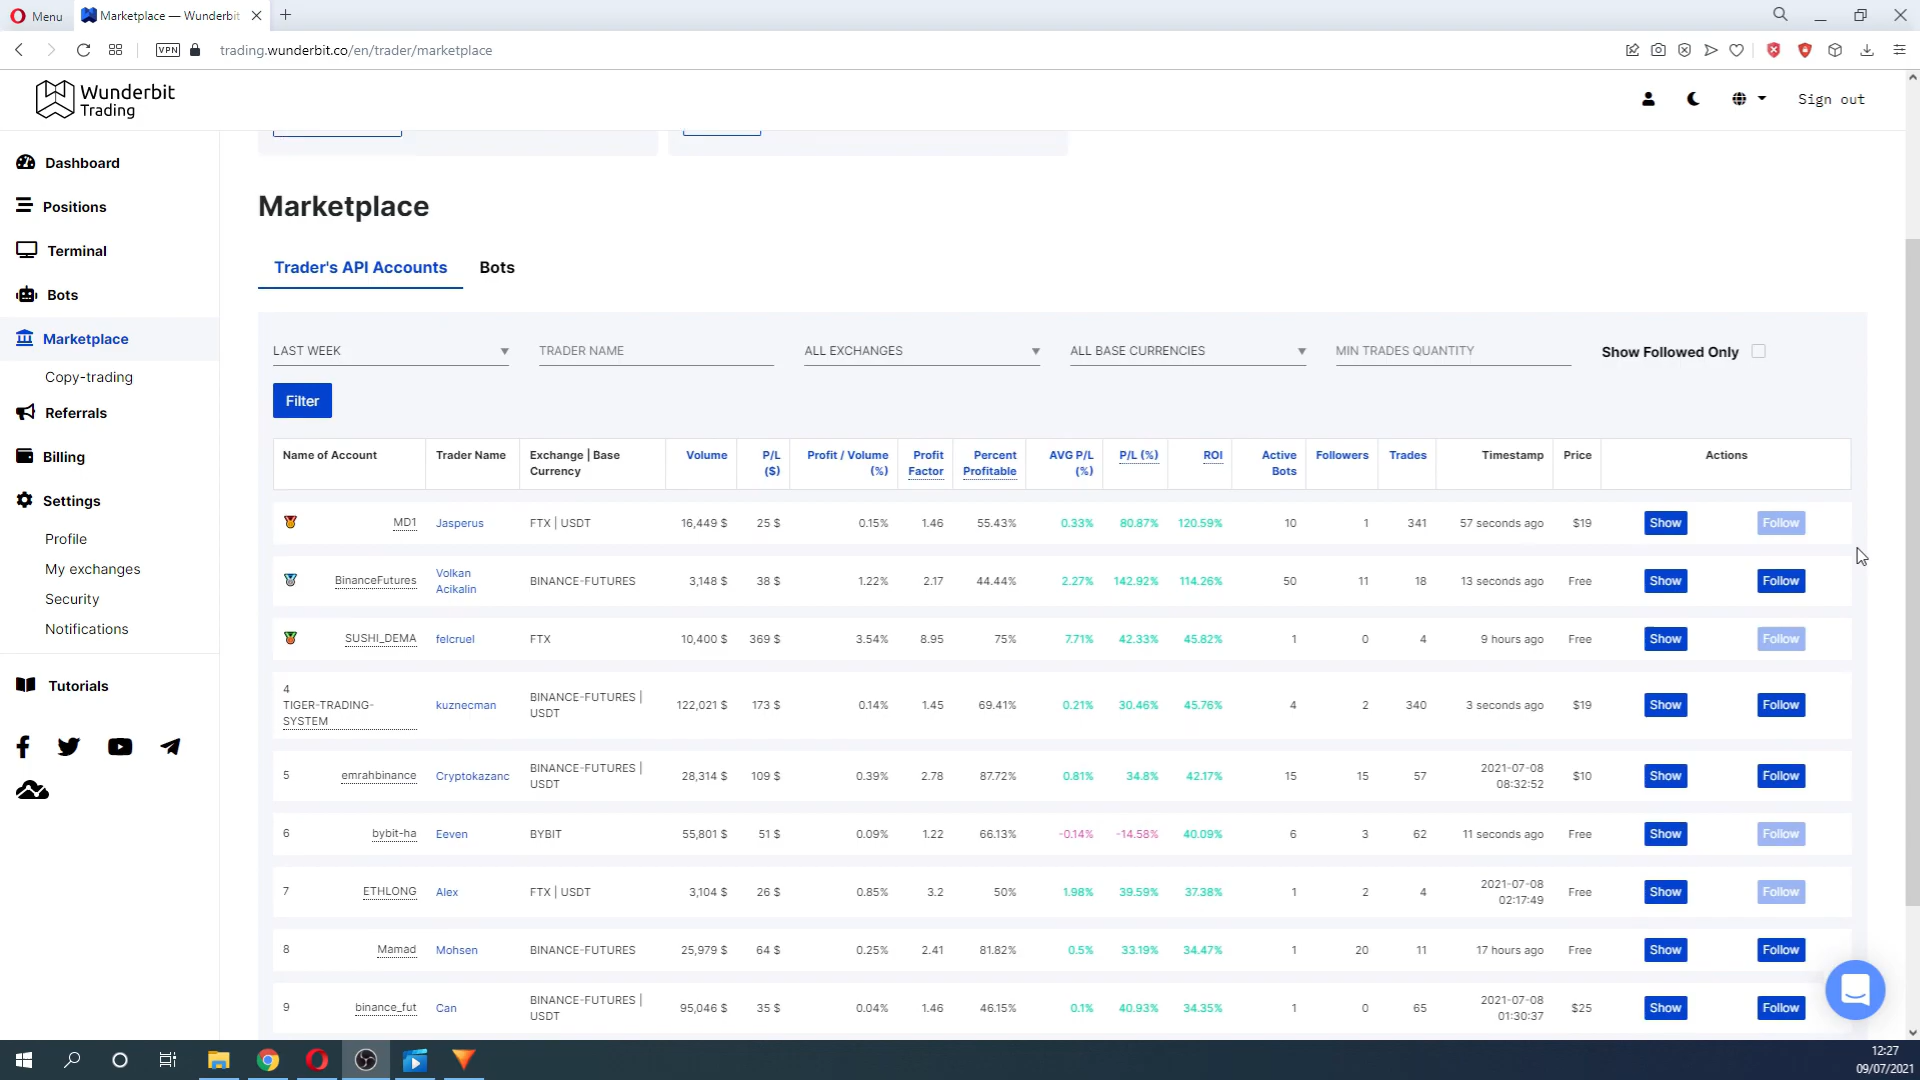 Menu
Marketplace — Wunderbit
VPN
trading.wunderbit.co/en/trader/marketplace
Wunderbit
Trading
Sign out
Dashboard
Positions
Terminal
Bots
Marketplace
Copy-trading
Referrals
Billing
Settings
Profile
My exchanges
Security
Notifications
Tutorials
Marketplace
Trader's API Accounts Bots
LAST WEEK TRADER NAME ALL EXCHANGES ALL BASE CURRENCIES MIN TRADES QUANTITY Show Followed Only
Filter
Name of Account Trader Name Exchange | Base Currency Volume P/L ($) Profit / Volume (%) Profit Factor Percent Profitable AVG P/L (%) P/L (%) ROI Active Bots Followers Trades Timestamp Price Actions
MD1 Jasperus FTX | USDT 16,449 $ 25 $ 0.15% 1.46 55.43% 0.33% 80.87% 120.59% 10 1 341 57 seconds ago $19 Show Follow
BinanceFutures Volkan Acikalin BINANCE-FUTURES 3,148 $ 38 $ 1.22% 2.17 44.44% 2.27% 142.92% 114.26% 50 11 18 13 seconds ago Free Show Follow
SUSHI_DEMA felcruel FTX 10,400 $ 369 $ 3.54% 8.95 75% 7.71% 42.33% 45.82% 1 0 4 9 hours ago Free Show Follow
4 TIGER-TRADING-SYSTEM kuznecman BINANCE-FUTURES | USDT 122,021 $ 173 $ 0.14% 1.45 69.41% 0.21% 30.46% 45.76% 4 2 340 3 seconds ago $19 Show Follow
5 emrahbinance Cryptokazanc BINANCE-FUTURES | USDT 28,314 $ 109 $ 0.39% 2.78 87.72% 0.81% 34.8% 42.17% 15 15 57 2021-07-08 08:32:52 $10 Show Follow
6 bybit-ha Eeven BYBIT 55,801 $ 51 $ 0.09% 1.22 66.13% -0.14% -14.58% 40.09% 6 3 62 11 seconds ago Free Show Follow
7 ETHLONG Alex FTX | USDT 3,104 $ 26 $ 0.85% 3.2 50% 1.98% 39.59% 37.38% 1 2 4 2021-07-08 02:17:49 Free Show Follow
8 Mamad Mohsen BINANCE-FUTURES 25,979 $ 64 $ 0.25% 2.41 81.82% 0.5% 33.19% 34.47% 1 20 11 17 hours ago Free Show Follow
9 binance_fut Can BINANCE-FUTURES | USDT 95,046 $ 35 $ 0.04% 1.46 46.15% 0.1% 40.93% 34.35% 1 0 65 2021-07-08 01:30:37 $25 Show Follow
12:27
09/07/2021